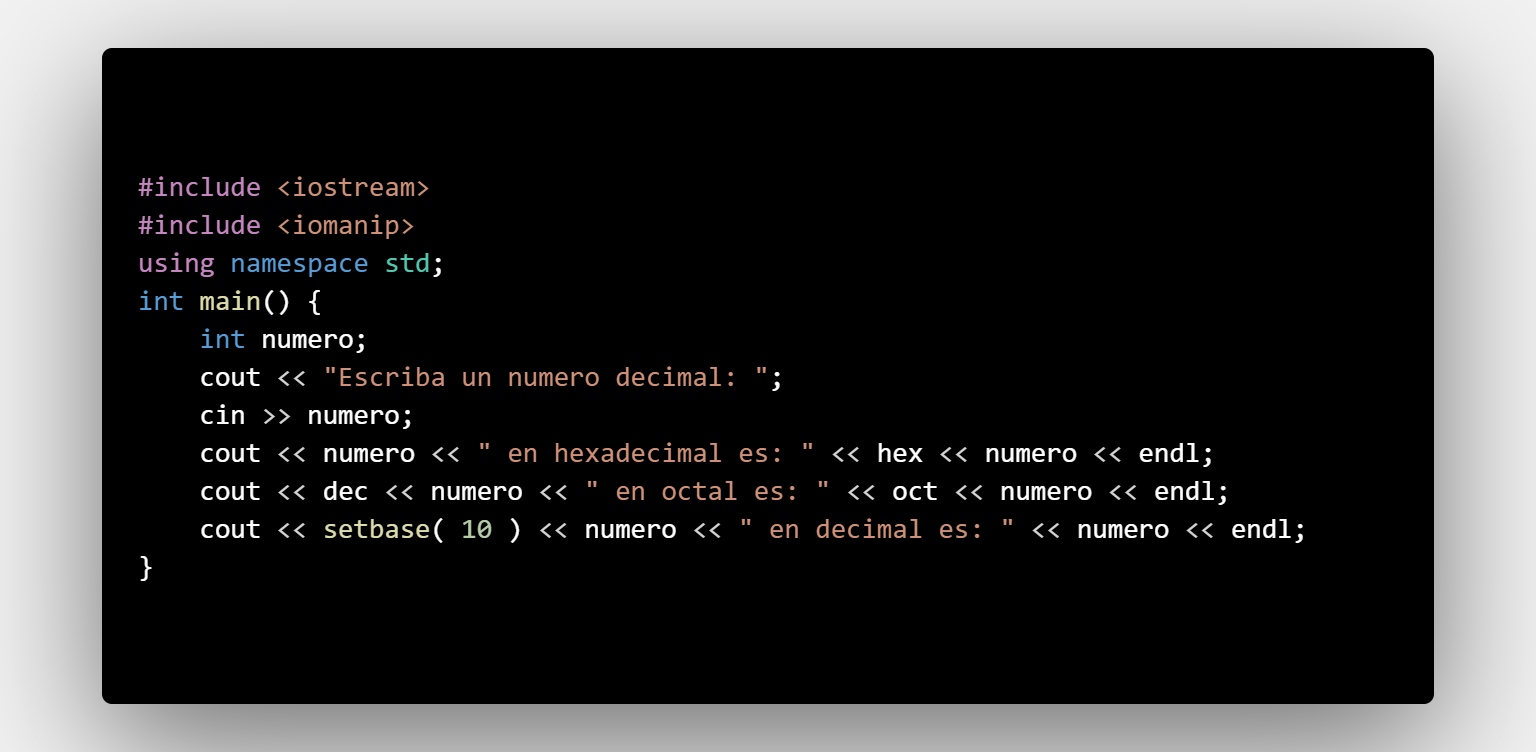 #include <iostream>
#include <iomanip>
using namespace std;
int main() {
    int numero;
    cout << "Escriba un numero decimal: ";
    cin >> numero;
    cout << numero << " en hexadecimal es: " << hex << numero << endl;
    cout << dec << numero << " en octal es: " << oct << numero << endl;
    cout << setbase( 10 ) << numero << " en decimal es: " << numero << endl;
}